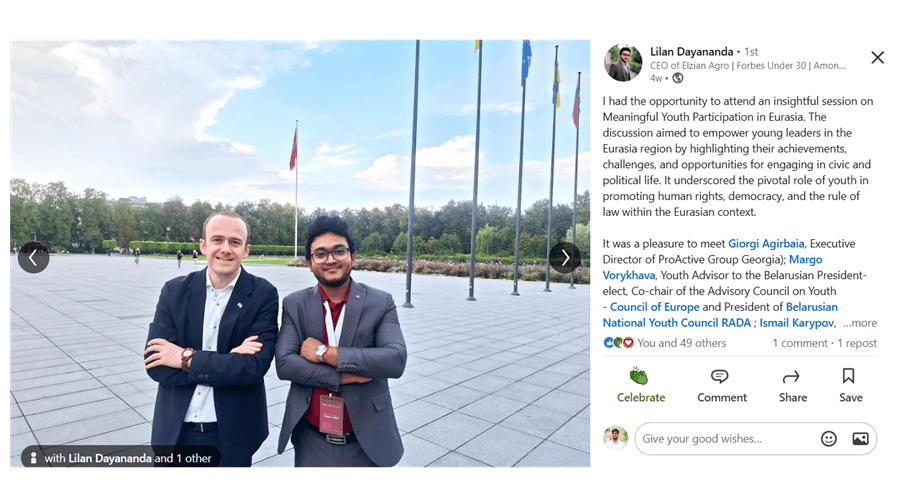 Lilan Dayananda • 1st
CEO of Elzian Agro | Forbes Under 30 | Amon...
4w •
I had the opportunity to attend an insightful session on
Meaningful Youth Participation in Eurasia. The
discussion aimed to empower young leaders in the
Eurasia region by highlighting their achievements,
challenges, and opportunities for engaging in civic and
political life. It underscored the pivotal role of youth in
promoting human rights, democracy, and the rule of
law within the Eurasian context.
It was a pleasure to meet Giorgi Agirbaia, Executive
Director of ProActive Group Georgia); Margo
Vorykhava, Youth Advisor to the Belarusian President-
elect, Co-chair of the Advisory Council on Youth
- Council of Europe and President of Belarusian
National Youth Council RADA ; Ismail Karypov, ...more
You and 49 others 1 comment • 1 repost
Celebrate Comment Share Save
Give your good wishes...
with Lilan Dayananda and 1 other